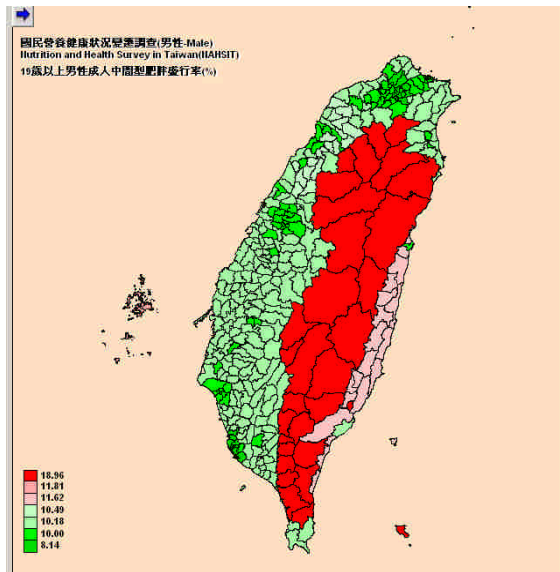 國民營養健康狀況變遷調查(男性-Male)
Nutrition and Health Survey in Taiwan(NAHSIT)
19歲以上男性成人中間型肥胖盛行率(%)
18.96
11.81
11.62
10.49
10.18
10.00
8.14